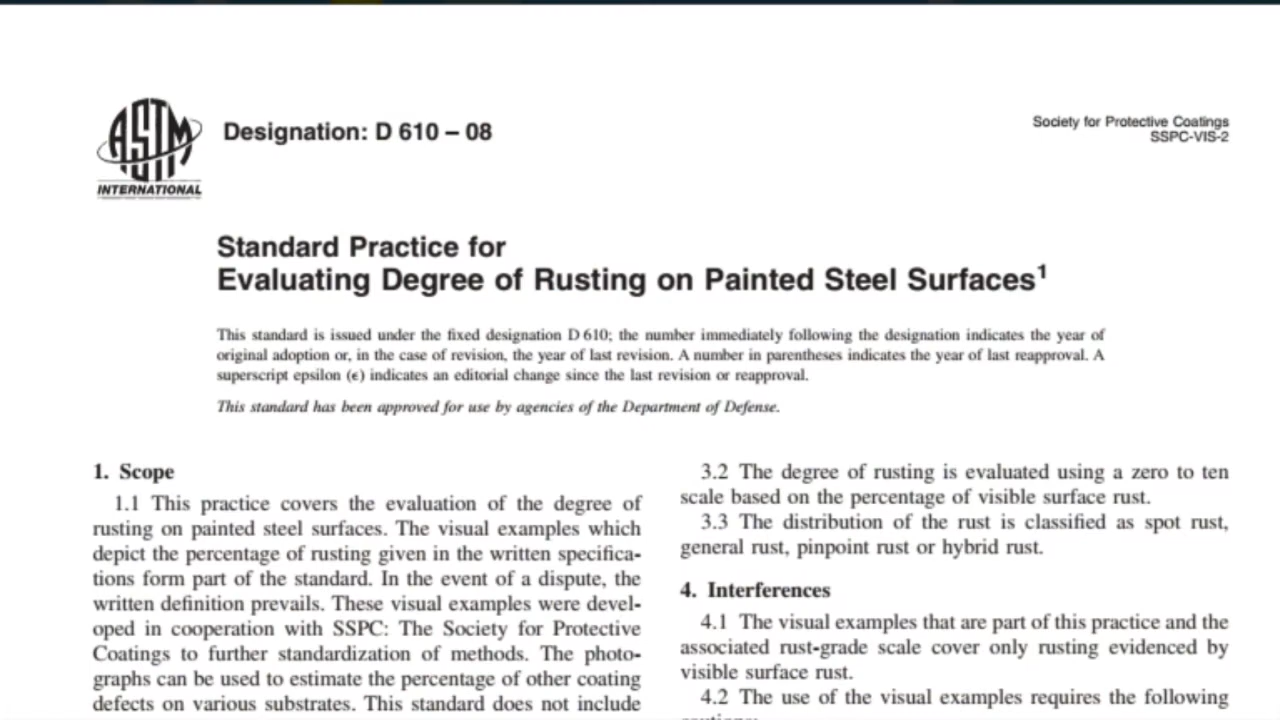 ASTM
INTERNATIONAL
Designation: D 610 – 08
Society for Protective Coatings
SSPC-VIS-2
Standard Practice for
Evaluating Degree of Rusting on Painted Steel Surfaces¹
This standard is issued under the fixed designation D 610; the number immediately following the designation indicates the year of
original adoption or, in the case of revision, the year of last revision. A number in parentheses indicates the year of last reapproval. A
superscript epsilon (ϵ) indicates an editorial change since the last revision or reapproval.
This standard has been approved for use by agencies of the Department of Defense.
1. Scope
1.1 This practice covers the evaluation of the degree of
rusting on painted steel surfaces. The visual examples which
depict the percentage of rusting given in the written specifica-
tions form part of the standard. In the event of a dispute, the
written definition prevails. These visual examples were devel-
oped in cooperation with SSPC: The Society for Protective
Coatings to further standardization of methods. The photo-
graphs can be used to estimate the percentage of other coating
defects on various substrates. This standard does not include
3.2 The degree of rusting is evaluated using a zero to ten
scale based on the percentage of visible surface rust.
3.3 The distribution of the rust is classified as spot rust,
general rust, pinpoint rust or hybrid rust.
4. Interferences
4.1 The visual examples that are part of this practice and the
associated rust-grade scale cover only rusting evidenced by
visible surface rust.
4.2 The use of the visual examples requires the following